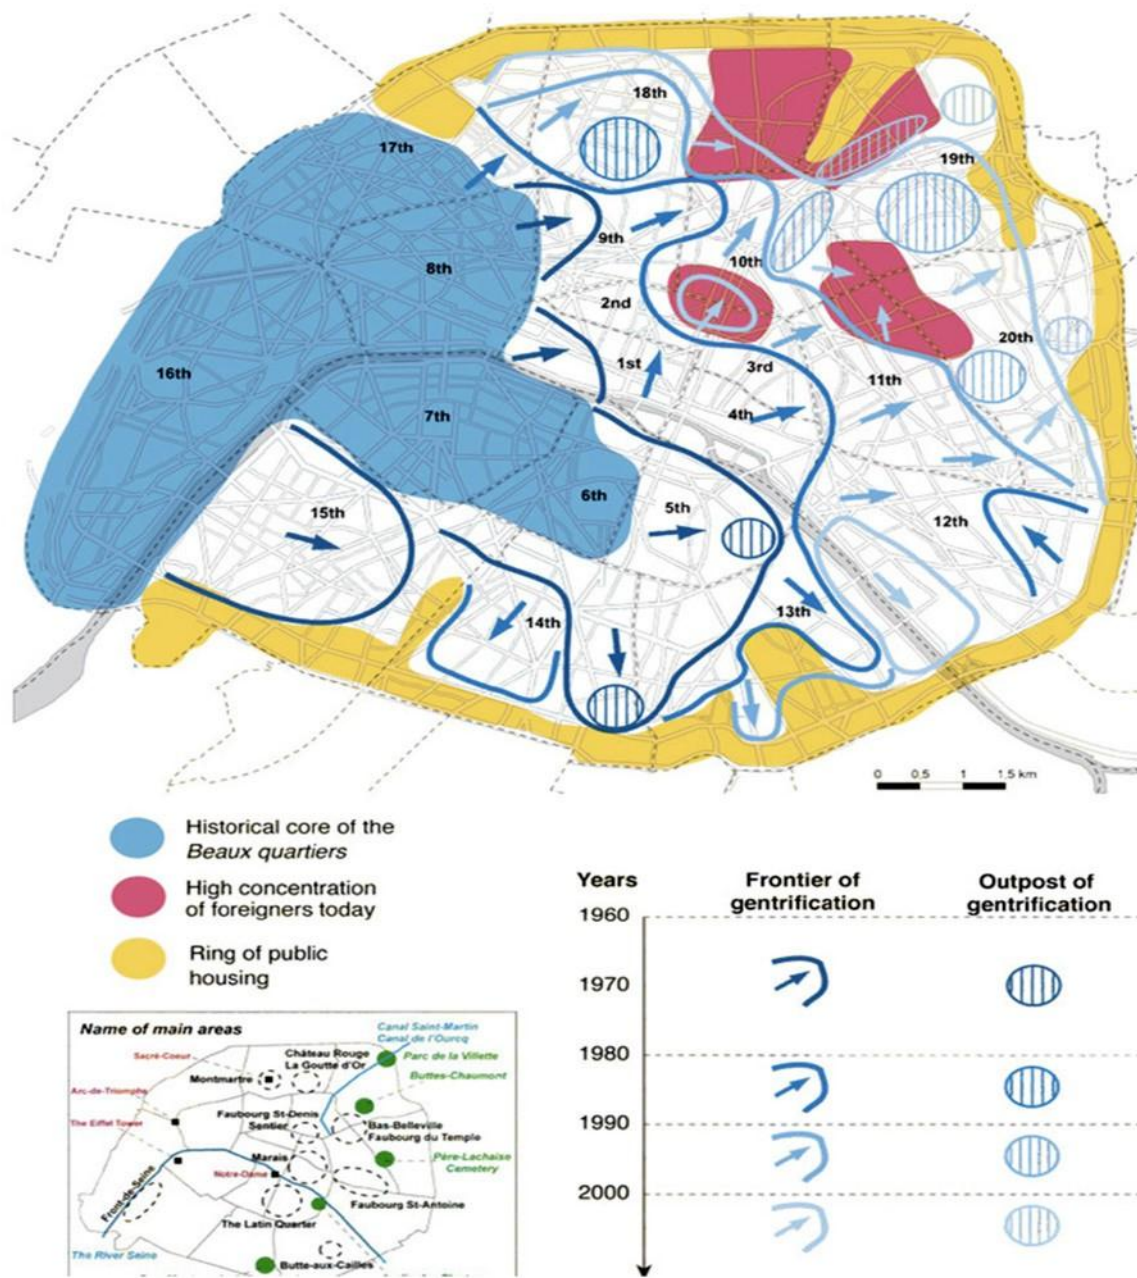 18th
17th
19th
9th
8th
10th
2nd
20th
1st
3rd
16th
11th
7th
4th
6th
5th
15th
12th
13th
14th
0 0.5 1 1.5 km
Historical core of the
Beaux quartiers
High concentration
of foreigners today
Ring of public
housing
Years
Frontier of
gentrification
Outpost of
gentrification
1960
1970
1980
1990
2000
Name of main areas
Canal Saint-Martin
Canal de l'Ourcq
Sacré-Coeur
Château Rouge
La Goutte d'Or
Parc de la Villette
Montmartre
Buttes-Chaumont
Arc-de-Triomphe
Faubourg St-Denis
Sentier
The Eiffel Tower
Bas-Belleville
Faubourg du Temple
Marais
Père-Lachaise
Cemetery
Notre-Dame
Front-de-Seine
Faubourg St-Antoine
The Latin Quarter
The River Seine
Butte-aux-Cailles